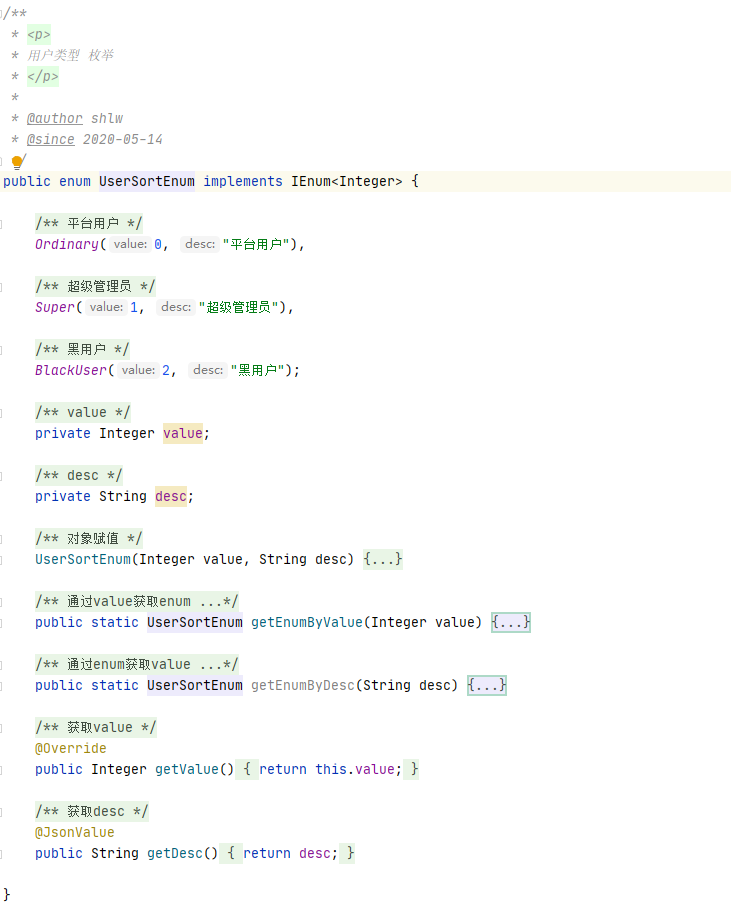 /**
 * <p>
 * 用户类型 枚举
 * </p>
 *
 * @author shlw
 * @since 2020-05-14
 */
public enum UserSortEnum implements IEnum<Integer> {
/** 平台用户 */
Ordinary( value: 0, desc: "平台用户"),
/** 超级管理员 */
Super( value: 1, desc: "超级管理员"),
/** 黑用户 */
BlackUser( value: 2, desc: "黑用户");
/** value */
private Integer value;
/** desc */
private String desc;
/** 对象赋值 */
UserSortEnum(Integer value, String desc) {...}
/** 通过value获取enum ...*/
public static UserSortEnum getEnumByValue(Integer value) {...}
/** 通过enum获取value ...*/
public static UserSortEnum getEnumByDesc(String desc) {...}
/** 获取value */
@Override
public Integer getValue() { return this.value; }
/** 获取desc */
@JsonValue
public String getDesc() { return desc; }
}